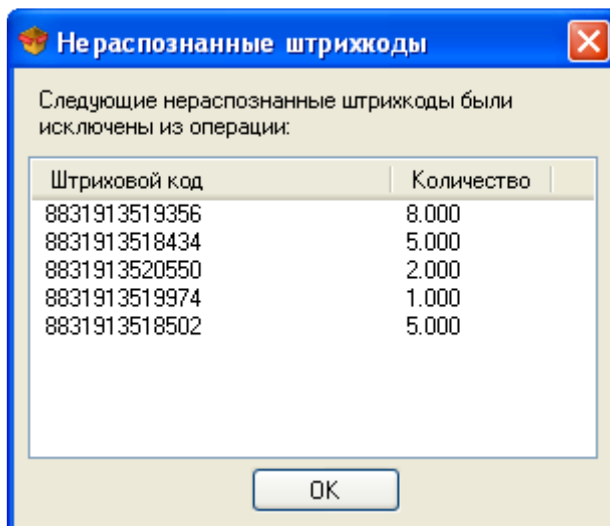 Нераспознанные штрихкоды
Следующие нераспознанные штрихкоды были
исключены из операции:
Штриховой код Количество
8831913519356 8.000
8831913518434 5.000
8831913520550 2.000
8831913519974 1.000
8831913518502 5.000
OK